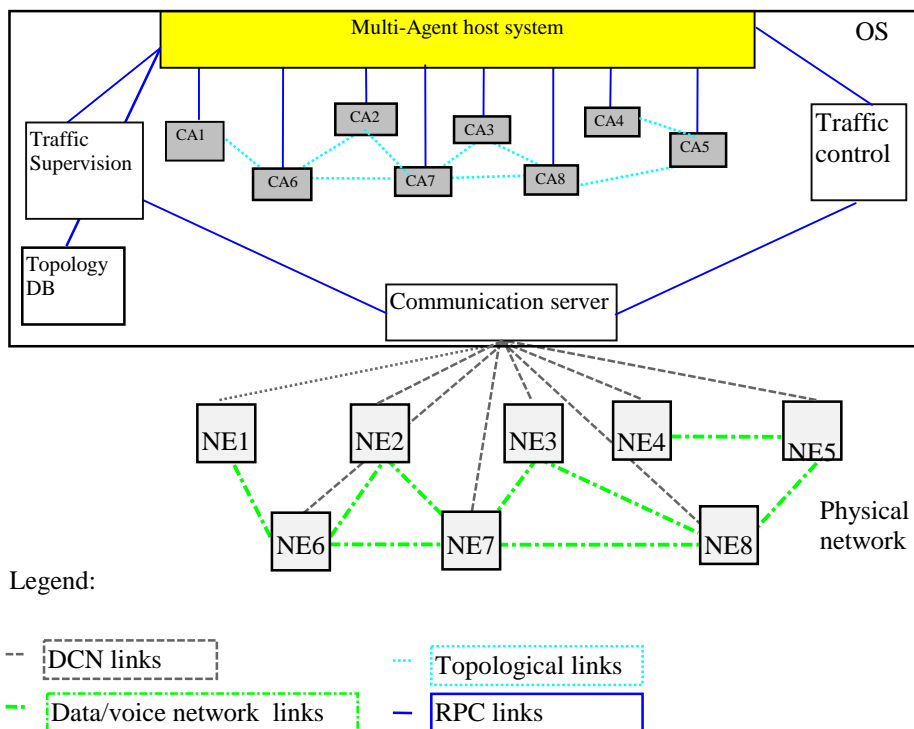 Multi-Agent host system
OS
CA1
CA2
CA3
CA4
CA5
CA6
CA7
CA8
Traffic
Supervision
Traffic
control
Topology
DB
Communication server
NE1
NE2
NE3
NE4
NE5
NE6
NE7
NE8
Physical
network
Legend:
DCN links
Topological links
Data/voice network links
RPC links